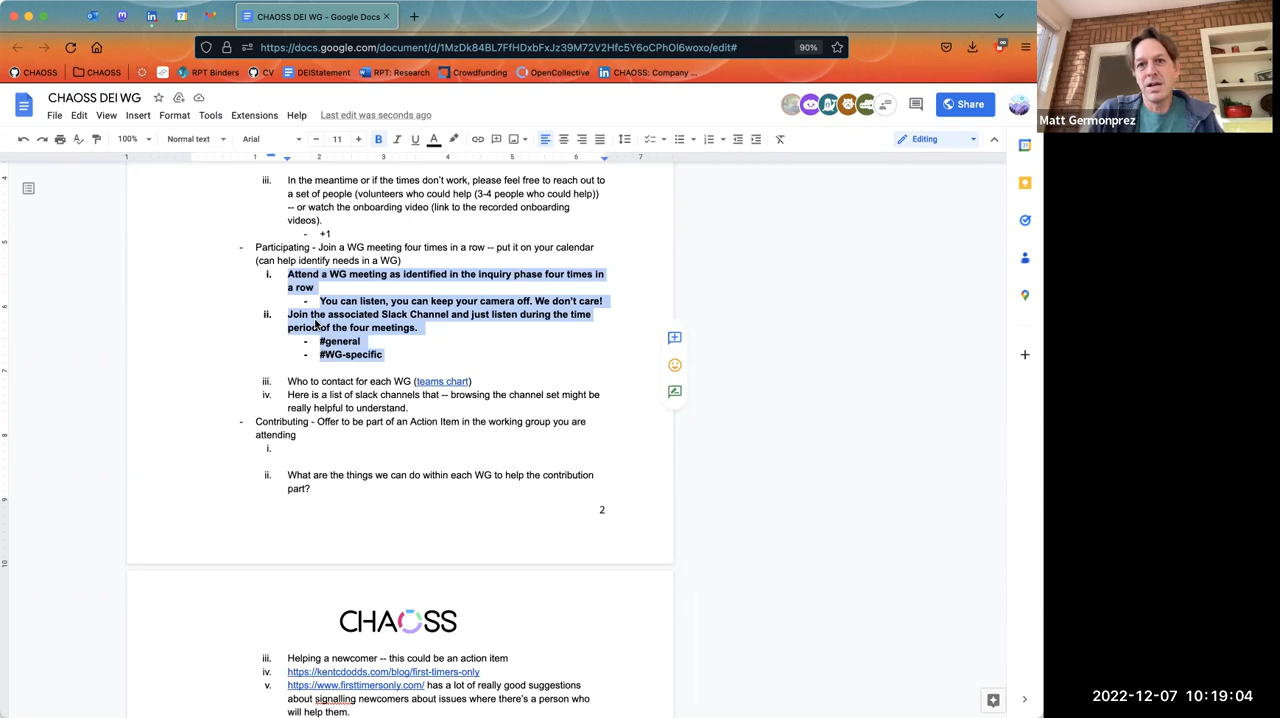 CHAOSS DEI WG - Google Docs
https://docs.google.com/document/d/1MzDk84BL7FfHDxbFxJz39M72V2Hfc5Y6oCPhOl6woxo/edit#
90%
CHAOSS
CHAOSS
RPT Binders
CV
DEIStatement
RPT: Research
Crowdfunding
OpenCollective
CHAOSS: Company ...
CHAOSS DEI WG
File Edit View Insert Format Tools Extensions Help
Last edit was seconds ago
Share
Matt Germonprez
100%
Normal text
Arial
11
B I U A
Editing
1 1 2 3 4 5 6 7
iii. In the meantime or if the times don't work, please feel free to reach out to
a set of people (volunteers who could help (3-4 people who could help))
-- or watch the onboarding video (link to the recorded onboarding
videos).
- +1
- Participating - Join a WG meeting four times in a row -- put it on your calendar
(can help identify needs in a WG)
i. Attend a WG meeting as identified in the inquiry phase four times in
a row
- You can listen, you can keep your camera off. We don't care!
ii. Join the associated Slack Channel and just listen during the time
period of the four meetings.
- #general
- #WG-specific
iii. Who to contact for each WG (teams chart)
iv. Here is a list of slack channels that -- browsing the channel set might be
really helpful to understand.
- Contributing - Offer to be part of an Action Item in the working group you are
attending
i.
ii. What are the things we can do within each WG to help the contribution
part?
2
CHAOSS
iii. Helping a newcomer -- this could be an action item
iv. https://kentcdodds.com/blog/first-timers-only
v. https://www.firsttimersonly.com/ has a lot of really good suggestions
about signalling newcomers about issues where there's a person who
will help them.
2022-12-07 10:19:04